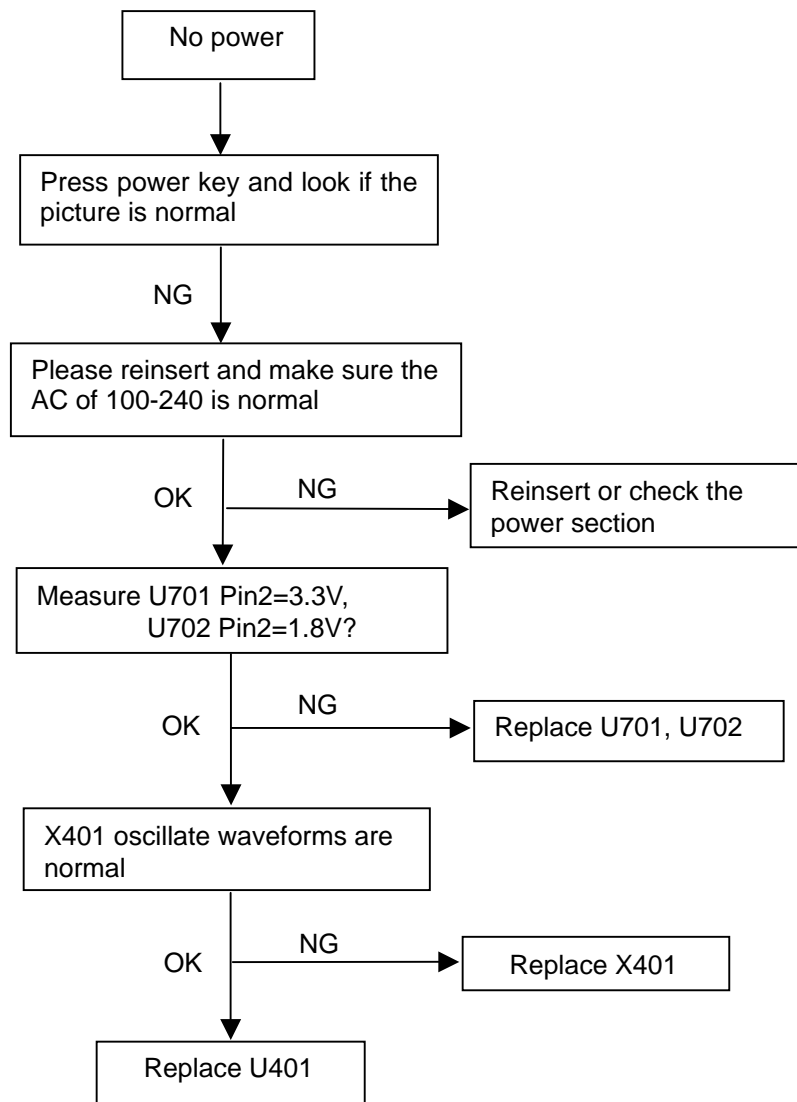 No power
Press power key and look if the
picture is normal
NG
Please reinsert and make sure the
AC of 100-240 is normal
OK
NG
Reinsert or check the
power section
Measure U701 Pin2=3.3V,
U702 Pin2=1.8V?
OK
NG
Replace U701, U702
X401 oscillate waveforms are
normal
OK
NG
Replace X401
Replace U401